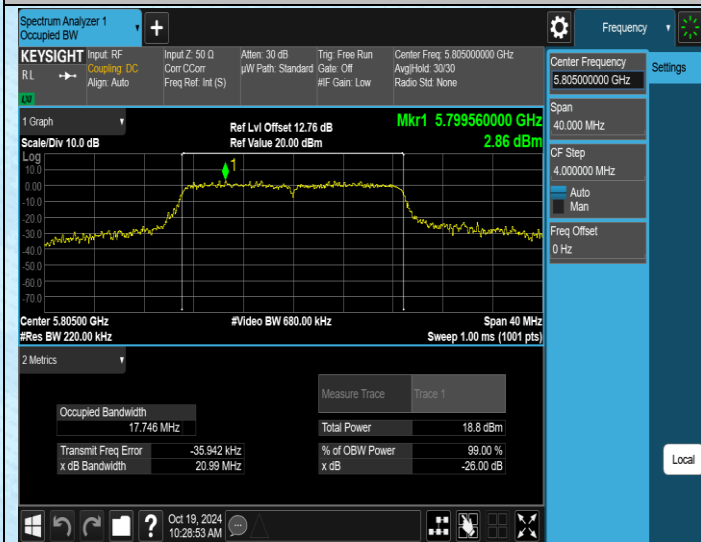 Spectrum Analyzer 1
Occupied BW
+
Frequency
KEYSIGHT
RL
LXI
Input: RF
Coupling: DC
Align: Auto
Input Z: 50 Ω
Corr CCorr
Freq Ref: Int (S)
Atten: 30 dB
µW Path: Standard
Trig: Free Run
Gate: Off
#IF Gain: Low
Center Freq: 5.805000000 GHz
Avg|Hold: 30/30
Radio Std: None
Center Frequency
5.805000000 GHz
Settings
Span
40.000 MHz
CF Step
4.000000 MHz
Auto
Man
Freq Offset
0 Hz
1 Graph
Scale/Div 10.0 dB
Ref Lvl Offset 12.76 dB
Ref Value 20.00 dBm
Mkr1 5.799560000 GHz
2.86 dBm
Log
1
10.0
0.00
-10.0
-20.0
-30.0
-40.0
-50.0
-60.0
-70.0
Center 5.80500 GHz
#Res BW 220.00 kHz
#Video BW 680.00 kHz
Span 40 MHz
Sweep 1.00 ms (1001 pts)
2 Metrics
Measure Trace Trace 1
Occupied Bandwidth
17.746 MHz
Total Power 18.8 dBm
Transmit Freq Error -35.942 kHz
% of OBW Power 99.00 %
x dB Bandwidth 20.99 MHz
x dB -26.00 dB
Local
?
Oct 19, 2024
10:28:53 AM